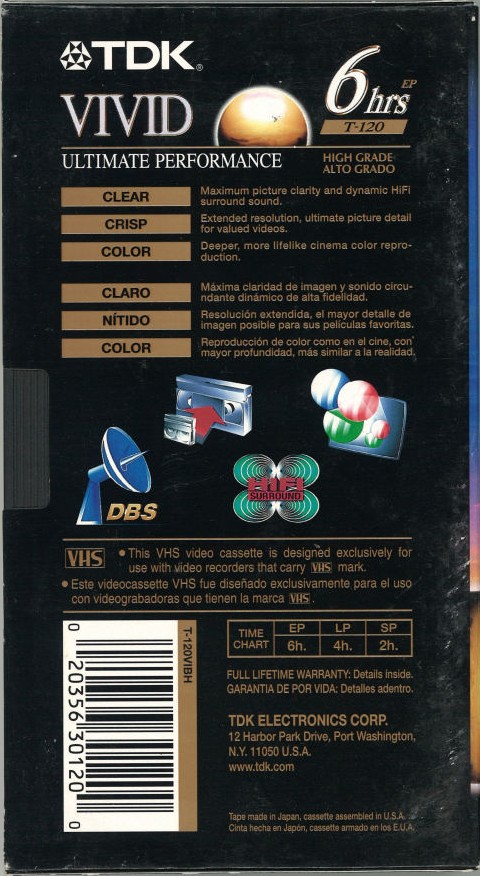 TDK®
VIVID
6hrs EP
T-120
ULTIMATE PERFORMANCE
HIGH GRADE
ALTO GRADO
CLEAR
Maximum picture clarity and dynamic HiFi
surround sound.
CRISP
Extended resolution, ultimate picture detail
for valued videos.
COLOR
Deeper, more lifelike cinema color repro-
duction.
CLARO
Máxima claridad de imagen y sonido circu-
ndante dinámico de alta fidelidad.
NÍTIDO
Resolución extendida, el mayor detalle de
imagen posible para sus películas favoritas.
COLOR
Reproducción de color como en el cine, con
mayor profundidad, más similar a la realidad.
DBS
HiFi
SURROUND
VHS
• This VHS video cassette is designed exclusively for
use with video recorders that carry VHS mark.
• Este videocassette VHS fue diseñado exclusivamente para el uso
con videograbadoras que tienen la marca VHS.
TIME CHART EP LP SP
6h. 4h. 2h.
FULL LIFETIME WARRANTY: Details inside.
GARANTIA DE POR VIDA: Detalles adentro.
TDK ELECTRONICS CORP.
12 Harbor Park Drive, Port Washington,
N.Y. 11050 U.S.A.
www.tdk.com
T-120VIBH
0 20356 30120 0
Tape made in Japan, cassette assembled in U.S.A.
Cinta hecha en Japón, cassette armado en los E.U.A.